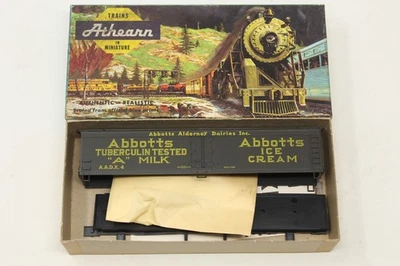 TRAINS
Athearn
IN
MINIATURE
AUTHENTIC - REALISTIC
Abbotts Alderney Dairies Inc.
Abbotts
TUBERCULIN TESTED
"A" MILK
A.A.D.X. 4
Abbotts
ICE
CREAM